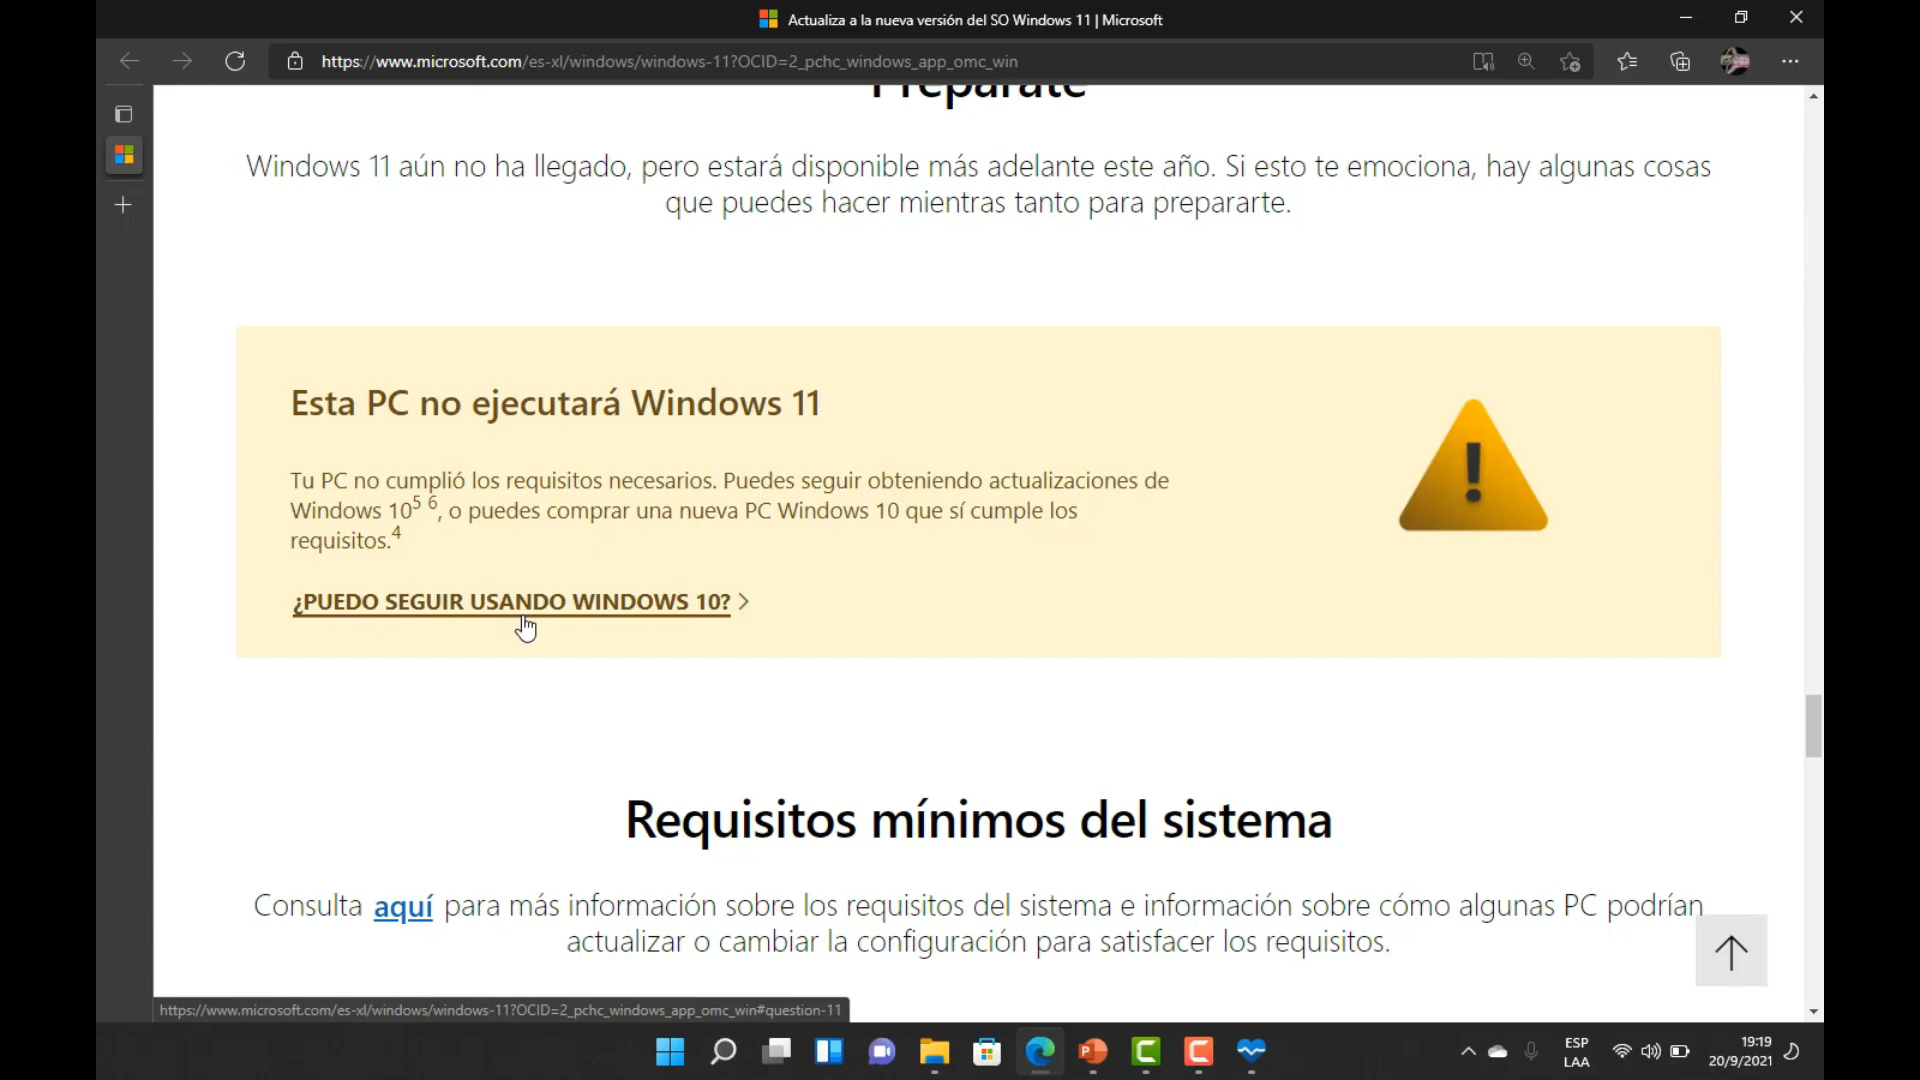 Actualiza a la nueva versión del SO Windows 11 | Microsoft
https://www.microsoft.com/es-xl/windows/windows-11?OCID=2_pchc_windows_app_omc_win
Prepárate
Windows 11 aún no ha llegado, pero estará disponible más adelante este año. Si esto te emociona, hay algunas cosas
que puedes hacer mientras tanto para prepararte.
Esta PC no ejecutará Windows 11
Tu PC no cumplió los requisitos necesarios. Puedes seguir obteniendo actualizaciones de
Windows 10⁵ ⁶, o puedes comprar una nueva PC Windows 10 que sí cumple los
requisitos.⁴
¿PUEDO SEGUIR USANDO WINDOWS 10?
Requisitos mínimos del sistema
Consulta aquí para más información sobre los requisitos del sistema e información sobre cómo algunas PC podrían
actualizar o cambiar la configuración para satisfacer los requisitos.
https://www.microsoft.com/es-xl/windows/windows-11?OCID=2_pchc_windows_app_omc_win#question-11
ESP
LAA
19:19
20/9/2021